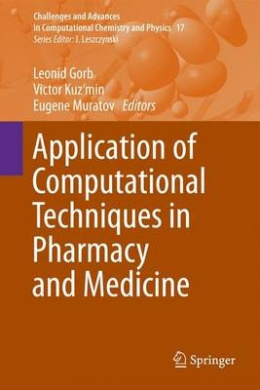 Challenges and Advances
in Computational Chemistry and Physics 17
Series Editor: J. Leszczynski
Leonid Gorb
Victor Kuz'min
Eugene Muratov Editors
Application of
Computational
Techniques in
Pharmacy
and Medicine
Springer